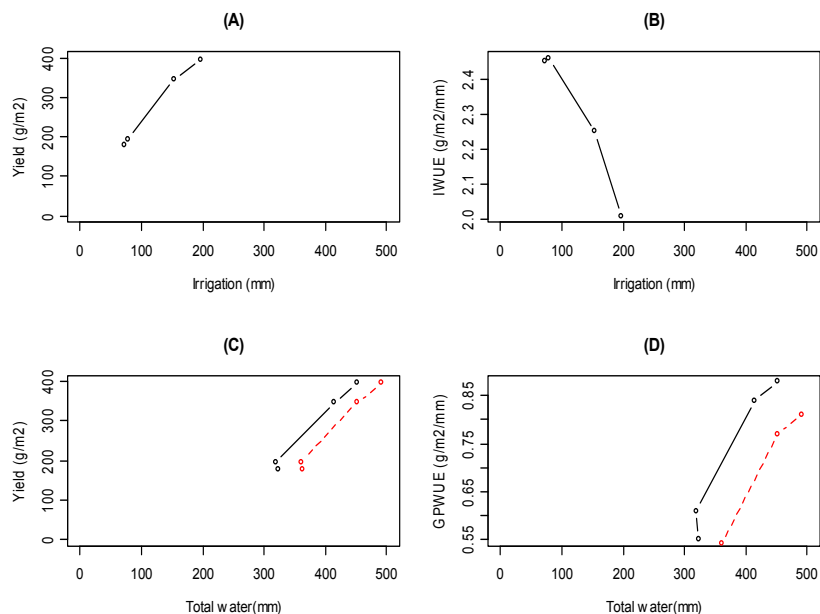 (A)
Yield (g/m2)
0 100 200 300 400
0 100 200 300 400 500
Irrigation (mm)
(B)
IWUE (g/m2/mm)
2.0 2.1 2.2 2.3 2.4
0 100 200 300 400 500
Irrigation (mm)
(C)
Yield (g/m2)
0 100 200 300 400
0 100 200 300 400 500
Total water(mm)
(D)
GPWUE (g/m2/mm)
0.55 0.65 0.75 0.85
0 100 200 300 400 500
Total water(mm)